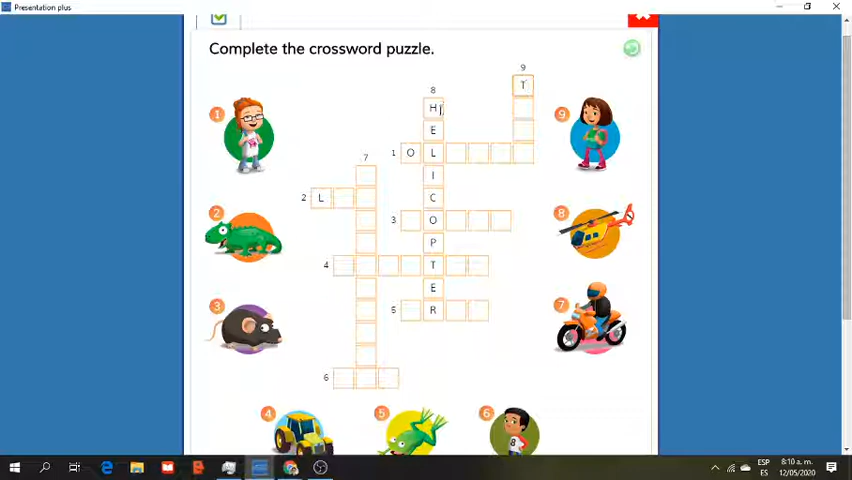 Presentation plus
Complete the crossword puzzle.
9
8
T
1
H
9
E
7
1 O L
I
2 L
C
2
3 O
8
P
4 T
E
3
5 R
7
6
4
5
6
8
ESP
ES
8:10 a. m.
12/05/2020